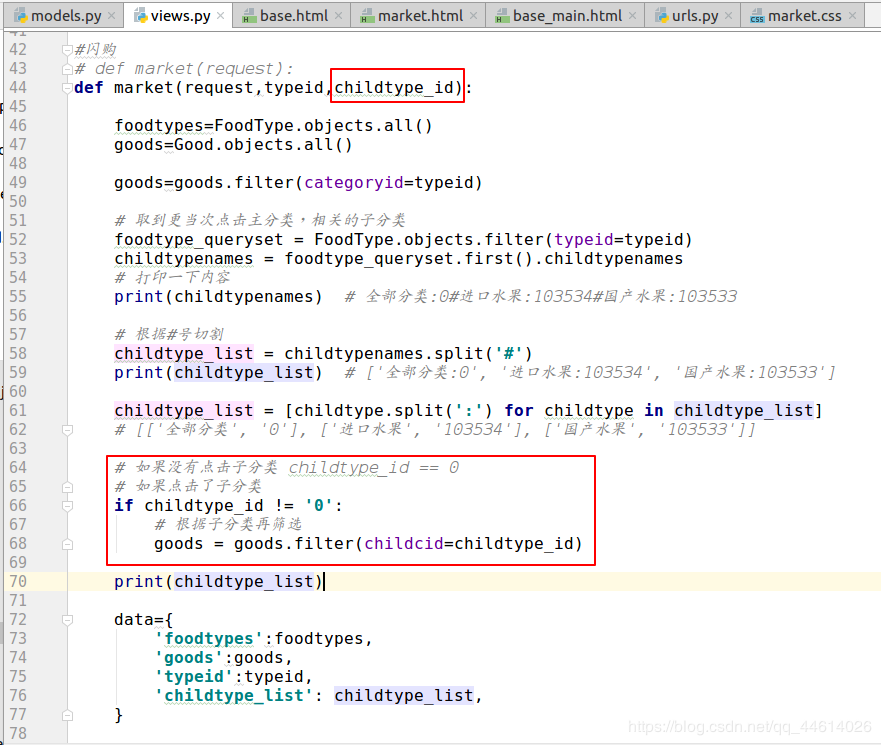 models.py × views.py × base.html × market.html × base_main.html × urls.py × market.css ×
41
42 #闪购
43 # def market(request):
44 def market(request,typeid,childtype_id):
45
46 foodtypes=FoodType.objects.all()
47 goods=Good.objects.all()
48
49 goods=goods.filter(categoryid=typeid)
50
51 # 取到更当次点击主分类，相关的子分类
52 foodtype_queryset = FoodType.objects.filter(typeid=typeid)
53 childtypenames = foodtype_queryset.first().childtypenames
54 # 打印一下内容
55 print(childtypenames) # 全部分类:0#进口水果:103534#国产水果:103533
56
57 # 根据#号切割
58 childtype_list = childtypenames.split('#')
59 print(childtype_list) # ['全部分类:0', '进口水果:103534', '国产水果:103533']
60
61 childtype_list = [childtype.split(':') for childtype in childtype_list]
62 # [['全部分类', '0'], ['进口水果', '103534'], ['国产水果', '103533']]
63
64 # 如果没有点击子分类 childtype_id == 0
65 # 如果点击了子分类
66 if childtype_id != '0':
67 # 根据子分类再筛选
68 goods = goods.filter(childcid=childtype_id)
69
70 print(childtype_list)
71
72 data={
73 'foodtypes':foodtypes,
74 'goods':goods,
75 'typeid':typeid,
76 'childtype_list': childtype_list,
77 }
78
https://blog.csdn.net/qq_44614026